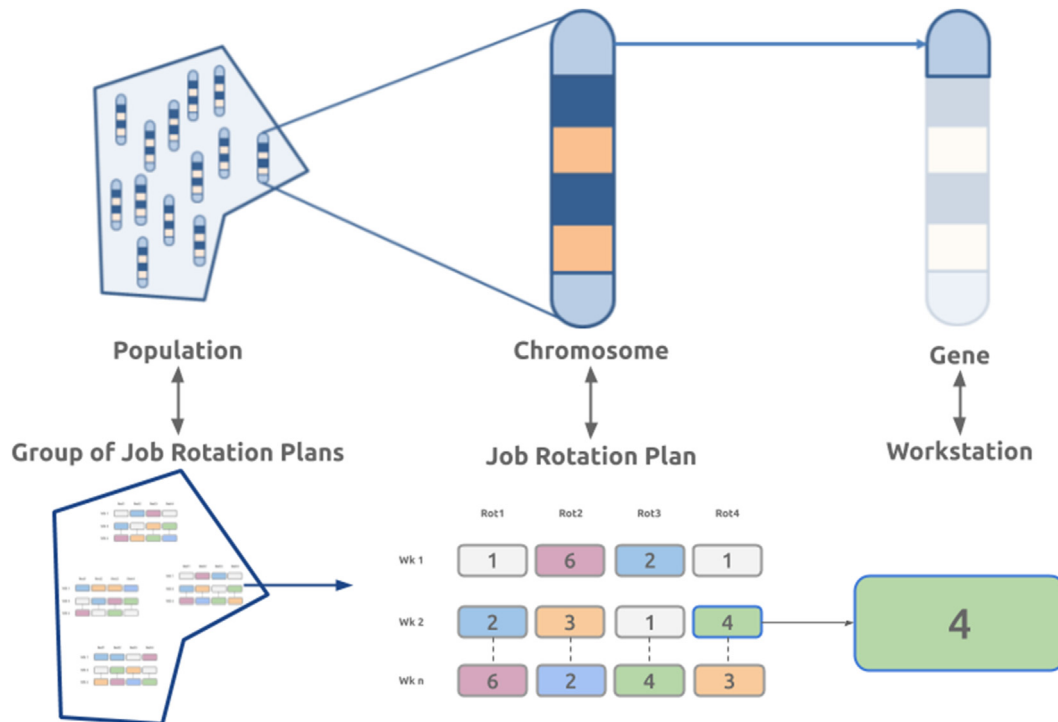 Population
Chromosome
Gene
Group of Job Rotation Plans
Job Rotation Plan
Workstation
Rot1 Rot2 Rot3 Rot4
Wk 1 1 6 2 1
Wk 2 2 3 1 4
4
Wk n 6 2 4 3